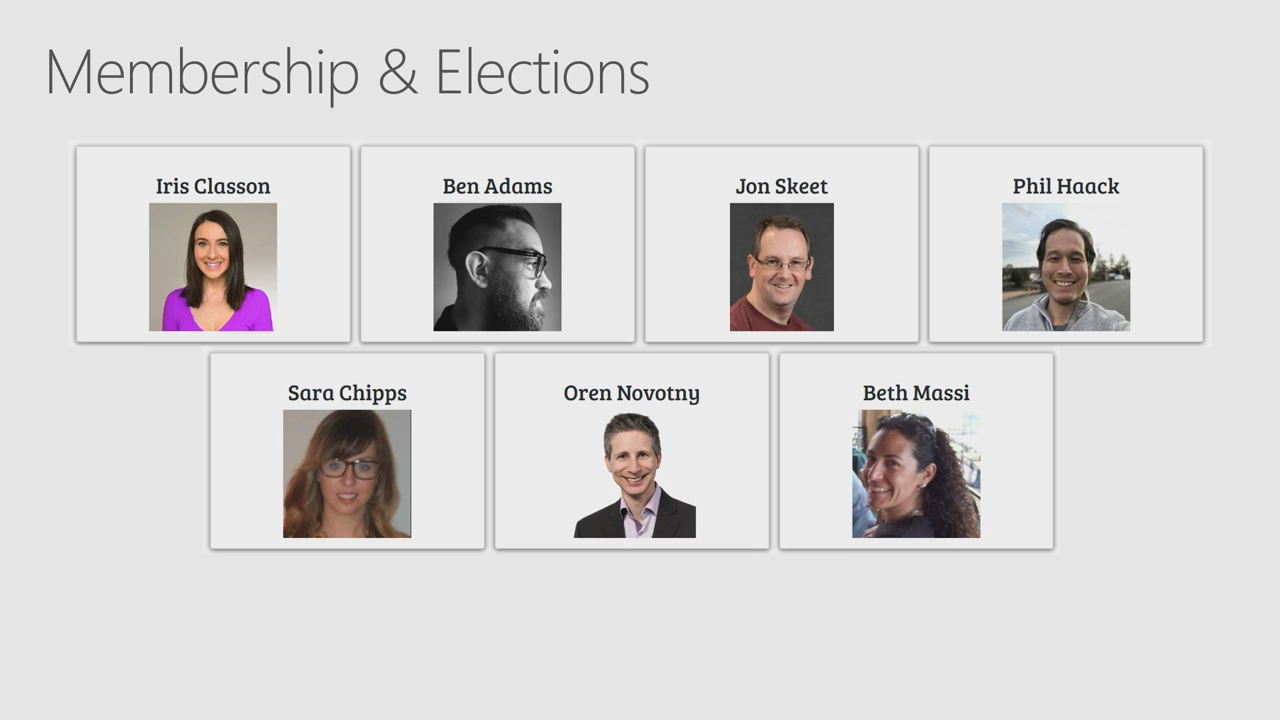 Membership & Elections
Iris Classon
Ben Adams
Jon Skeet
Phil Haack
Sara Chipps
Oren Novotny
Beth Massi